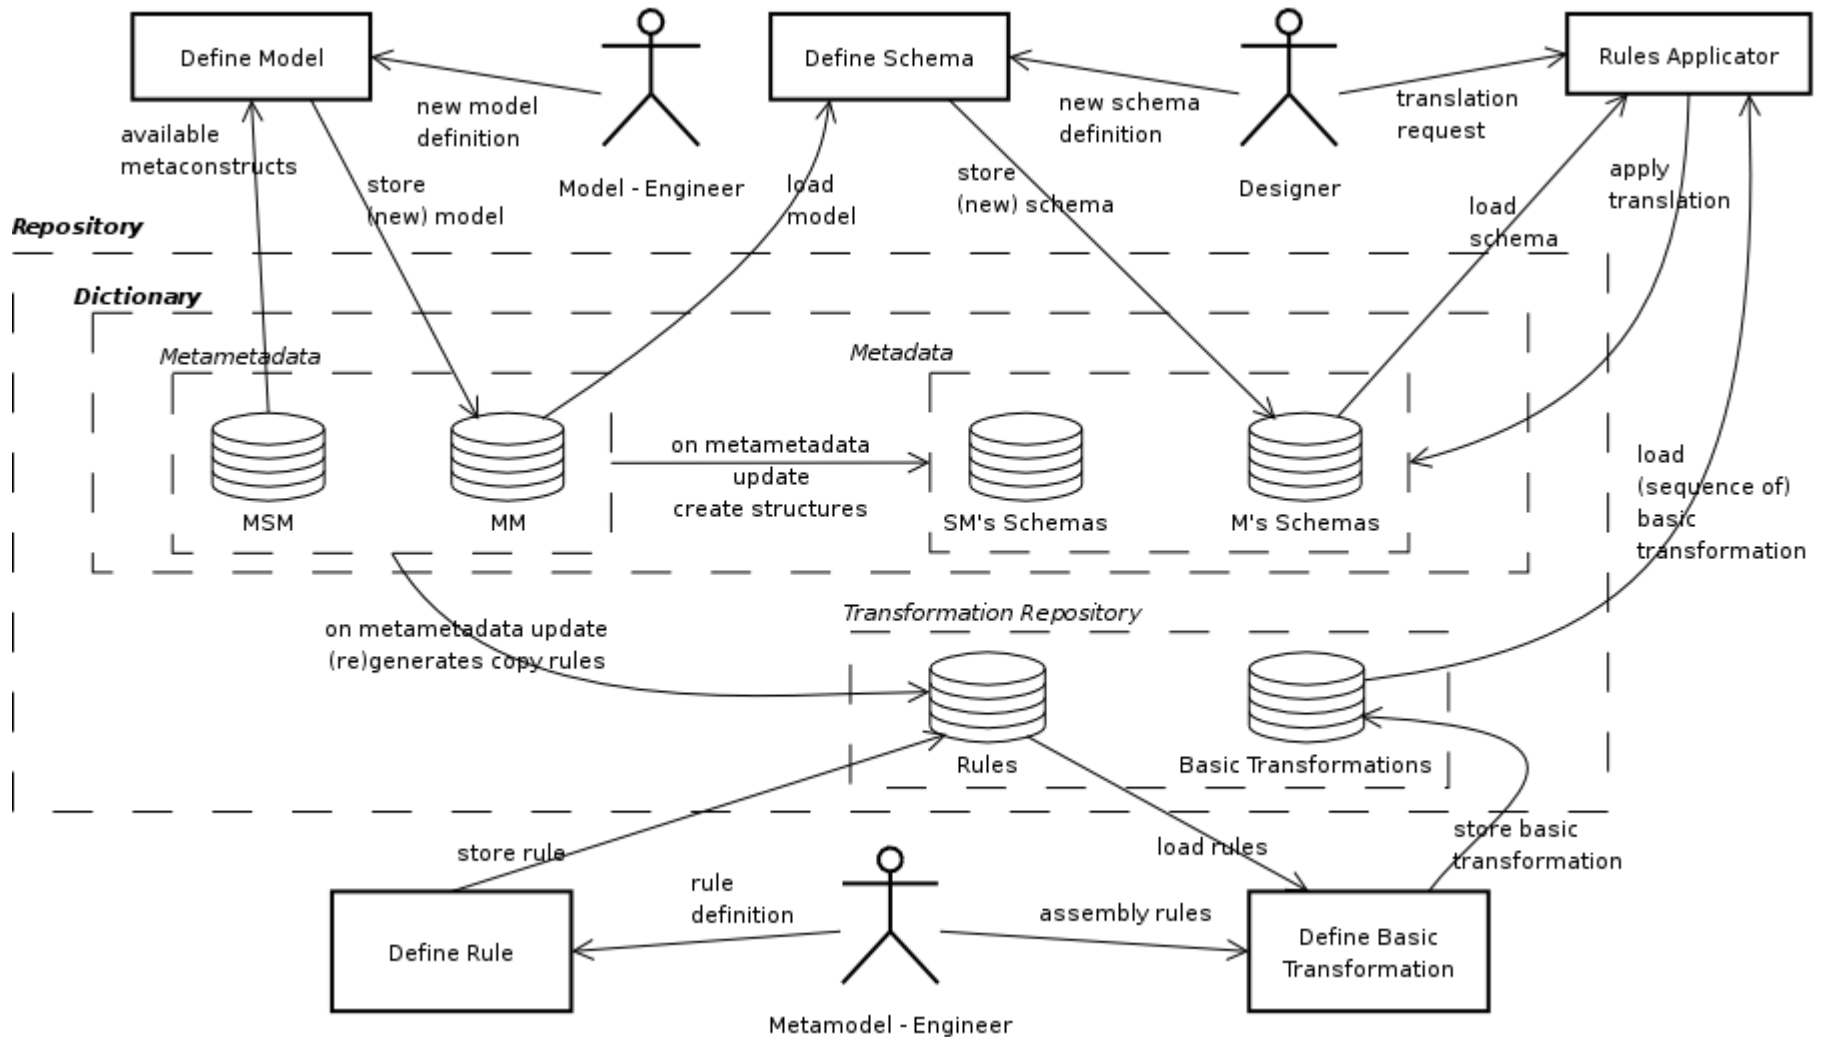 Define Model
Define Schema
Rules Applicator
new model
definition
new schema
definition
translation
request
available
metaconstructs
store
(new) model
Model - Engineer
load
model
store
(new) schema
Designer
load
schema
apply
translation
Repository
Dictionary
Metametadata
Metadata
on metametadata
update
create structures
MSM
MM
SM's Schemas
M's Schemas
load
(sequence of)
basic
transformation
Transformation Repository
on metametadata update
(re)generates copy rules
Rules
Basic Transformations
store rule
load rules
store basic
transformation
rule
definition
assembly rules
Define Rule
Define Basic
Transformation
Metamodel - Engineer